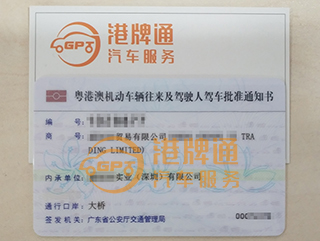 GPT 港牌通
汽车服务
粤港澳机动车辆往来及驾驶人驾车批准通知书
编 号：
商 号： 贸易有限公司 TRA
DING LIMITED)
GPT 港牌通
汽车服务
内承单位： 实业（深圳）有限公司
通行口岸： 大桥
签发机关： 广东省公安厅交通管理局 000